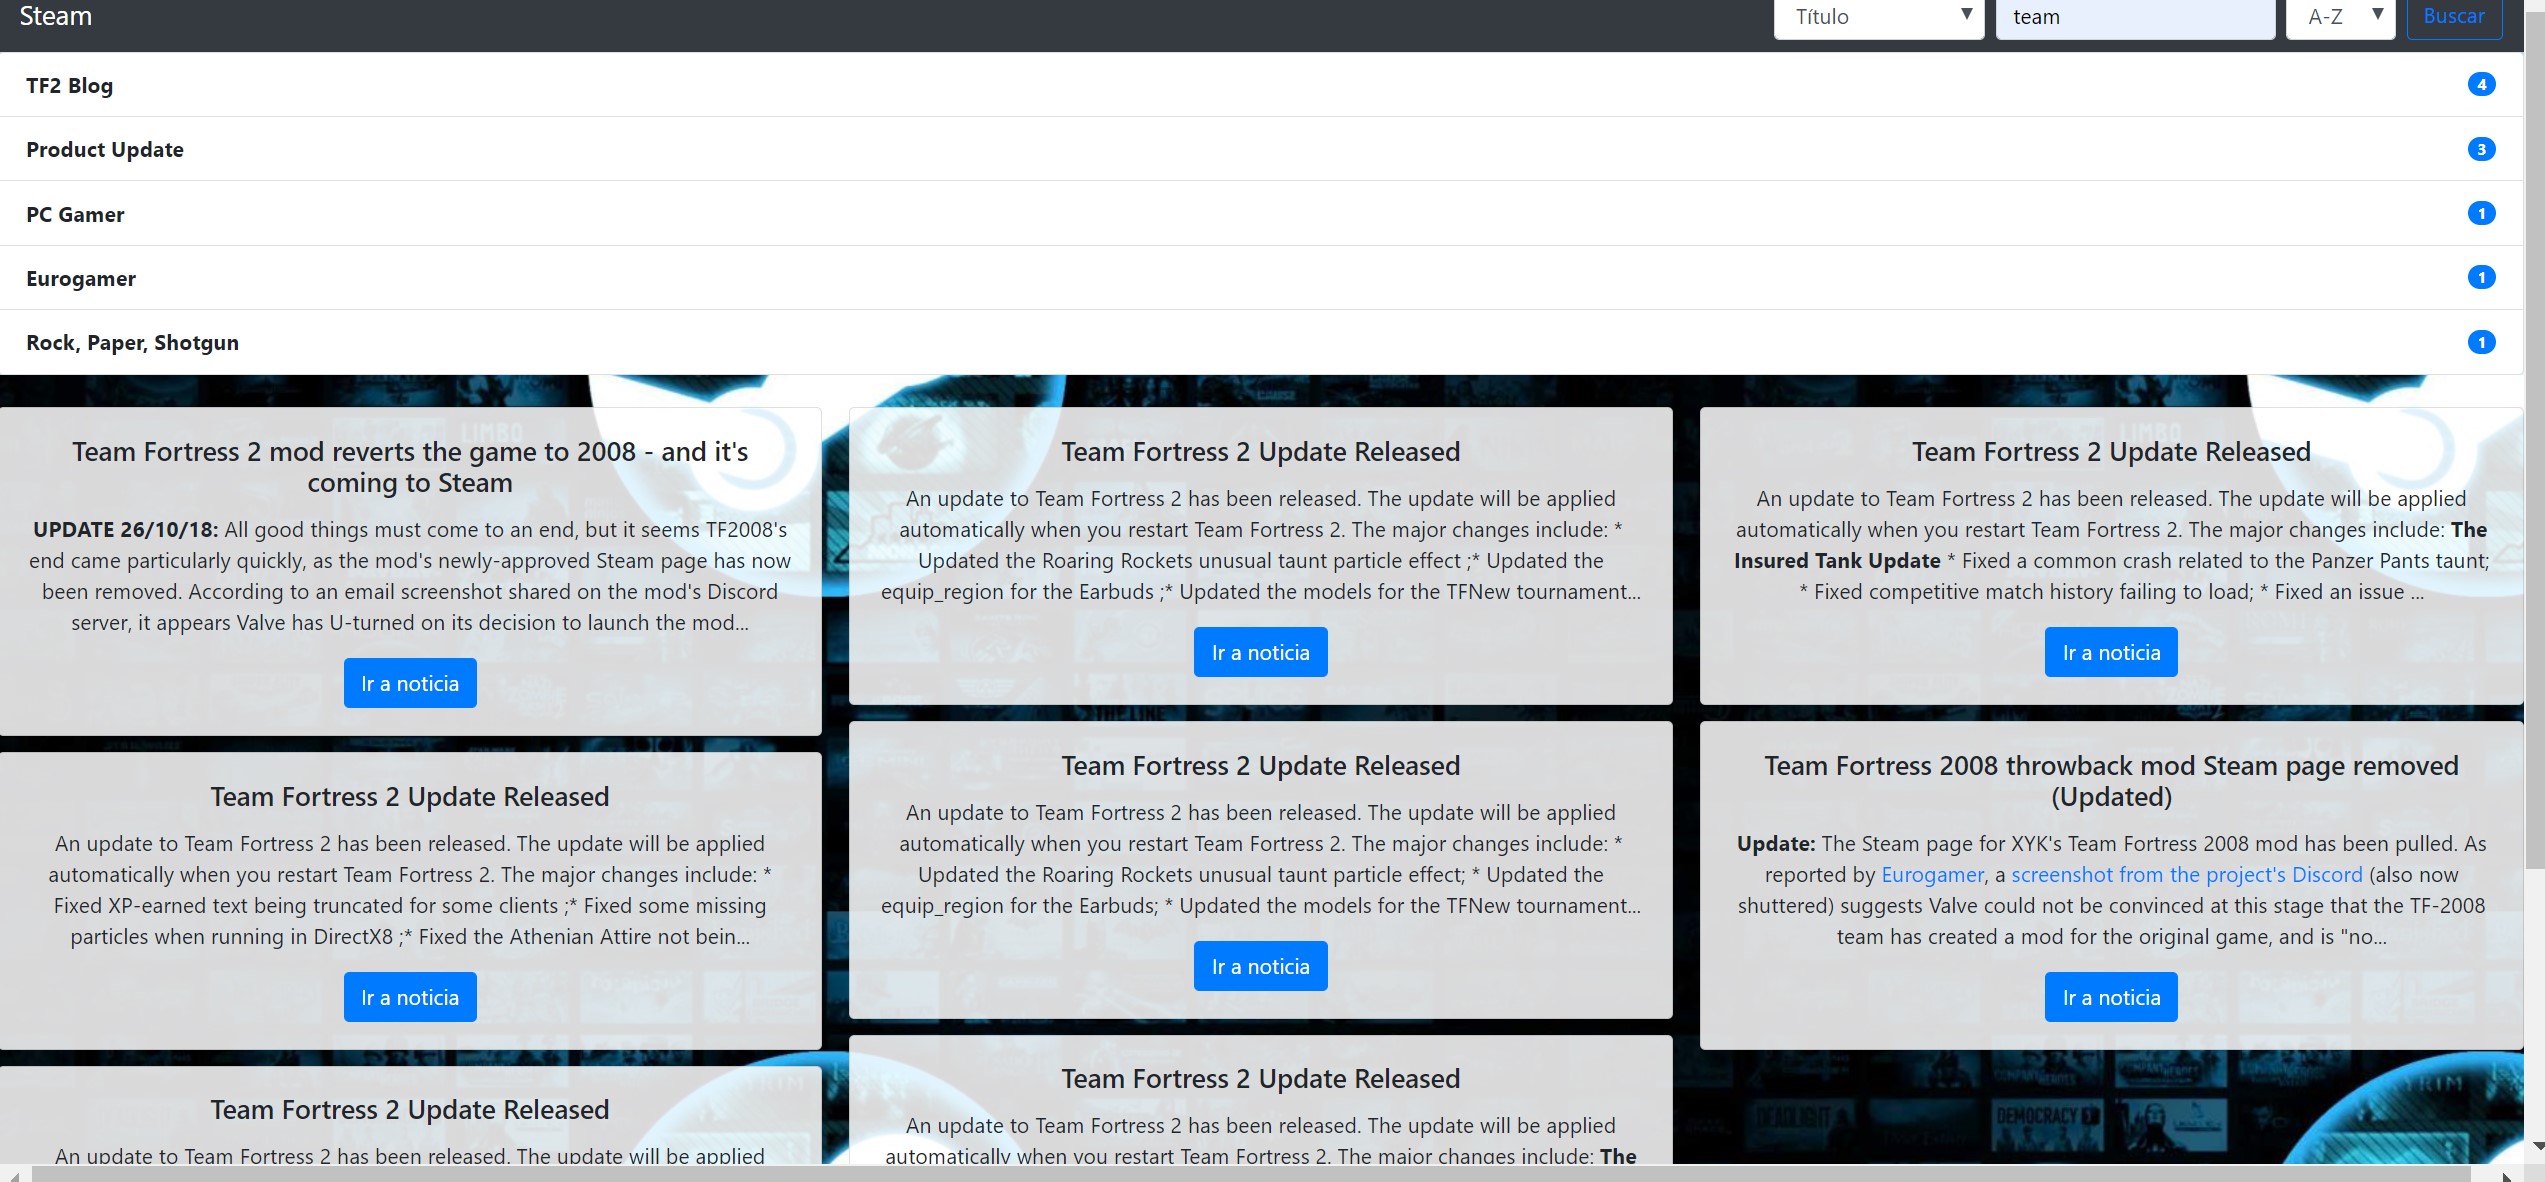 Steam
Título
team
A-Z
Buscar
TF2 Blog
4
Product Update
3
PC Gamer
1
Eurogamer
1
Rock, Paper, Shotgun
1
Team Fortress 2 mod reverts the game to 2008 - and it's
coming to Steam
UPDATE 26/10/18: All good things must come to an end, but it seems TF2008's
end came particularly quickly, as the mod's newly-approved Steam page has now
been removed. According to an email screenshot shared on the mod's Discord
server, it appears Valve has U-turned on its decision to launch the mod...
Ir a noticia
Team Fortress 2 Update Released
An update to Team Fortress 2 has been released. The update will be applied
automatically when you restart Team Fortress 2. The major changes include: *
Fixed XP-earned text being truncated for some clients ;* Fixed some missing
particles when running in DirectX8 ;* Fixed the Athenian Attire not bein...
Ir a noticia
Team Fortress 2 Update Released
An update to Team Fortress 2 has been released. The update will be applied
Team Fortress 2 Update Released
An update to Team Fortress 2 has been released. The update will be applied
automatically when you restart Team Fortress 2. The major changes include: *
Updated the Roaring Rockets unusual taunt particle effect ;* Updated the
equip_region for the Earbuds ;* Updated the models for the TFNew tournament...
Ir a noticia
Team Fortress 2 Update Released
An update to Team Fortress 2 has been released. The update will be applied
automatically when you restart Team Fortress 2. The major changes include: *
Updated the Roaring Rockets unusual taunt particle effect; * Updated the
equip_region for the Earbuds; * Updated the models for the TFNew tournament...
Ir a noticia
Team Fortress 2 Update Released
An update to Team Fortress 2 has been released. The update will be applied
automatically when you restart Team Fortress 2. The major changes include: The
Team Fortress 2 Update Released
An update to Team Fortress 2 has been released. The update will be applied
automatically when you restart Team Fortress 2. The major changes include: The
Insured Tank Update * Fixed a common crash related to the Panzer Pants taunt;
* Fixed competitive match history failing to load; * Fixed an issue ...
Ir a noticia
Team Fortress 2008 throwback mod Steam page removed
(Updated)
Update: The Steam page for XYK's Team Fortress 2008 mod has been pulled. As
reported by Eurogamer, a screenshot from the project's Discord (also now
shuttered) suggests Valve could not be convinced at this stage that the TF-2008
team has created a mod for the original game, and is "no...
Ir a noticia
LIMBO
LIMBO
DEADLIGHT
DEMOCRACY 3